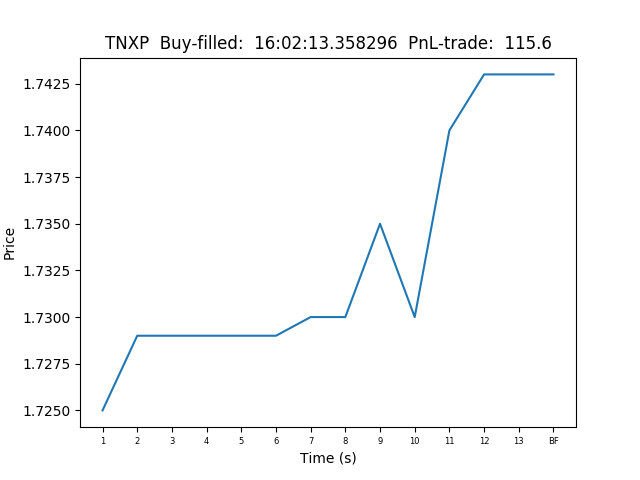 TNXP  Buy-filled:  16:02:13.358296  PnL-trade:  115.6
1.7425
1.7400
1.7375
1.7350
1.7325
1.7300
1.7275
1.7250
Price
1 2 3 4 5 6 7 8 9 10 11 12 13 BF
Time (s)